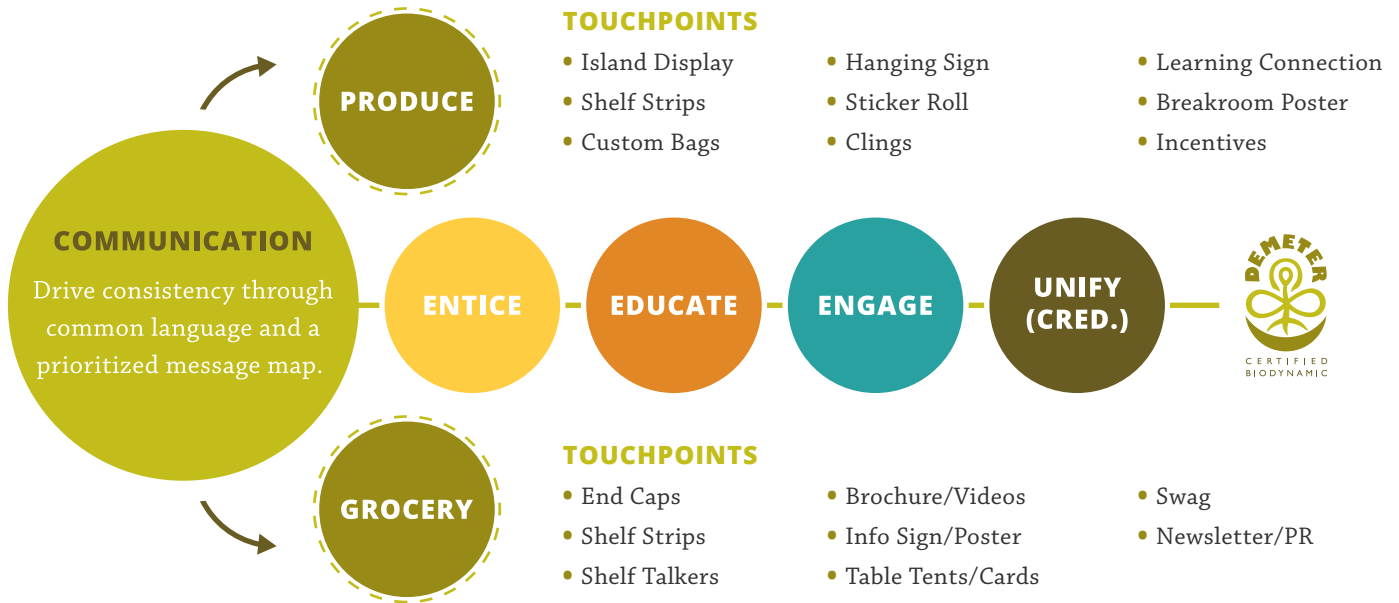 PRODUCE
TOUCHPOINTS
• Island Display
• Shelf Strips
• Custom Bags
• Hanging Sign
• Sticker Roll
• Clings
• Learning Connection
• Breakroom Poster
• Incentives
COMMUNICATION
Drive consistency through
common language and a
prioritized message map.
ENTICE
EDUCATE
ENGAGE
UNIFY
(CRED.)
DEMETER
CERTIFIED
BIODYNAMIC
GROCERY
TOUCHPOINTS
• End Caps
• Shelf Strips
• Shelf Talkers
• Brochure/Videos
• Info Sign/Poster
• Table Tents/Cards
• Swag
• Newsletter/PR